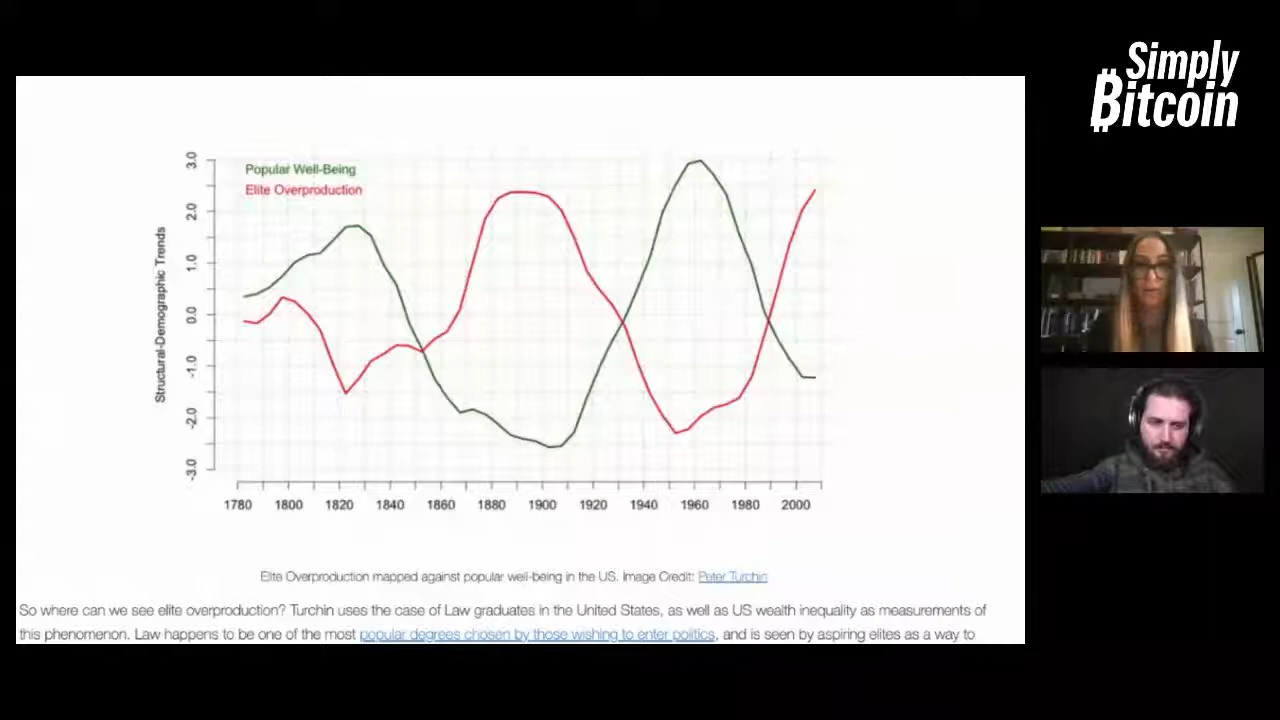 Simply
Bitcoin
Popular Well-Being
Elite Overproduction
Structural-Demographic Trends
3.0
2.0
1.0
0.0
-1.0
-2.0
-3.0
1780 1800 1820 1840 1860 1880 1900 1920 1940 1960 1980 2000
Elite Overproduction mapped against popular well-being in the US. Image Credit: Peter Turchin
So where can we see elite overproduction? Turchin uses the case of Law graduates in the United States, as well as US wealth inequality as measurements of
this phenomenon. Law happens to be one of the most popular degrees chosen by those wishing to enter politics, and is seen by aspiring elites as a way to